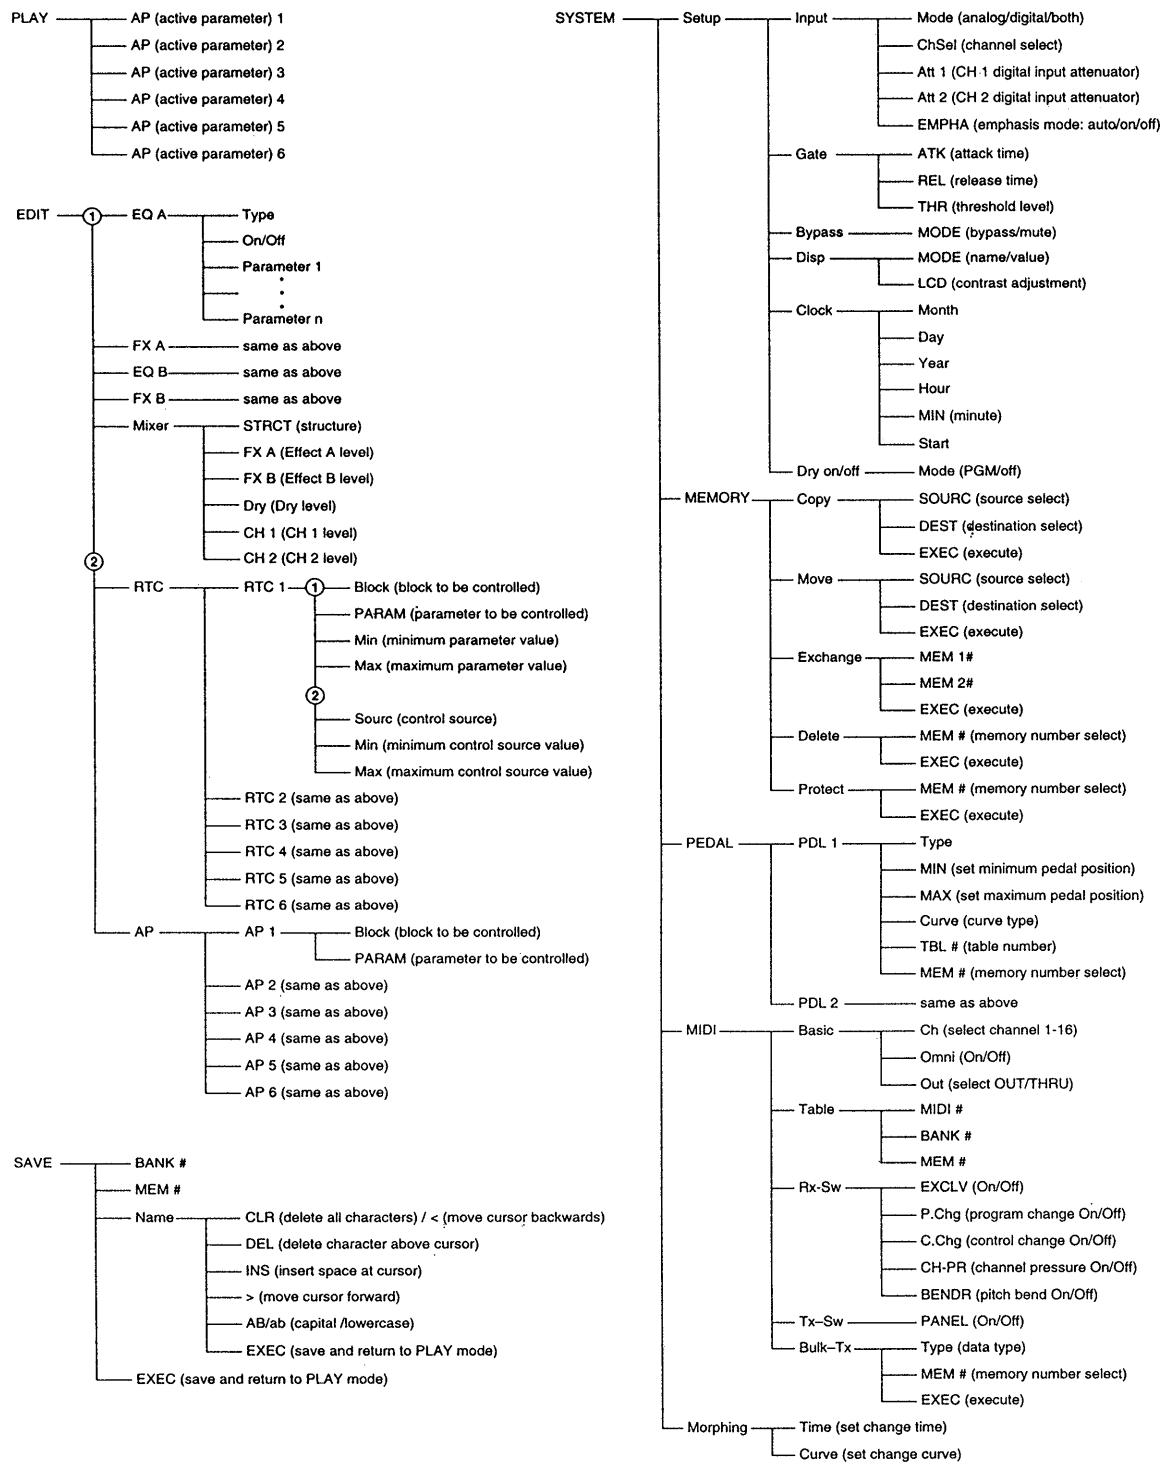 PLAY
AP (active parameter) 1
AP (active parameter) 2
AP (active parameter) 3
AP (active parameter) 4
AP (active parameter) 5
AP (active parameter) 6
EDIT
1
EQ A
Type
On/Off
Parameter 1
Parameter n
FX A
same as above
EQ B
same as above
FX B
same as above
Mixer
STRCT (structure)
FX A (Effect A level)
FX B (Effect B level)
Dry (Dry level)
CH 1 (CH 1 level)
CH 2 (CH 2 level)
2
RTC
RTC 1
1
Block (block to be controlled)
PARAM (parameter to be controlled)
Min (minimum parameter value)
Max (maximum parameter value)
2
Sourc (control source)
Min (minimum control source value)
Max (maximum control source value)
RTC 2 (same as above)
RTC 3 (same as above)
RTC 4 (same as above)
RTC 5 (same as above)
RTC 6 (same as above)
AP
AP 1
Block (block to be controlled)
PARAM (parameter to be controlled)
AP 2 (same as above)
AP 3 (same as above)
AP 4 (same as above)
AP 5 (same as above)
AP 6 (same as above)
SAVE
BANK #
MEM #
Name
CLR (delete all characters) / < (move cursor backwards)
DEL (delete character above cursor)
INS (insert space at cursor)
> (move cursor forward)
AB/ab (capital /lowercase)
EXEC (save and return to PLAY mode)
EXEC (save and return to PLAY mode)
SYSTEM
Setup
Input
Mode (analog/digital/both)
ChSel (channel select)
Att 1 (CH 1 digital input attenuator)
Att 2 (CH 2 digital input attenuator)
EMPHA (emphasis mode: auto/on/off)
Gate
ATK (attack time)
REL (release time)
THR (threshold level)
Bypass
MODE (bypass/mute)
Disp
MODE (name/value)
LCD (contrast adjustment)
Clock
Month
Day
Year
Hour
MIN (minute)
Start
Dry on/off
Mode (PGM/off)
MEMORY
Copy
SOURC (source select)
DEST (destination select)
EXEC (execute)
Move
SOURC (source select)
DEST (destination select)
EXEC (execute)
Exchange
MEM 1#
MEM 2#
EXEC (execute)
Delete
MEM # (memory number select)
EXEC (execute)
Protect
MEM # (memory number select)
EXEC (execute)
PEDAL
PDL 1
Type
MIN (set minimum pedal position)
MAX (set maximum pedal position)
Curve (curve type)
TBL # (table number)
MEM # (memory number select)
PDL 2
same as above
MIDI
Basic
Ch (select channel 1-16)
Omni (On/Off)
Out (select OUT/THRU)
Table
MIDI #
BANK #
MEM #
Rx-Sw
EXCLV (On/Off)
P.Chg (program change On/Off)
C.Chg (control change On/Off)
CH-PR (channel pressure On/Off)
BENDR (pitch bend On/Off)
Tx–Sw
PANEL (On/Off)
Bulk–Tx
Type (data type)
MEM # (memory number select)
EXEC (execute)
Morphing
Time (set change time)
Curve (set change curve)